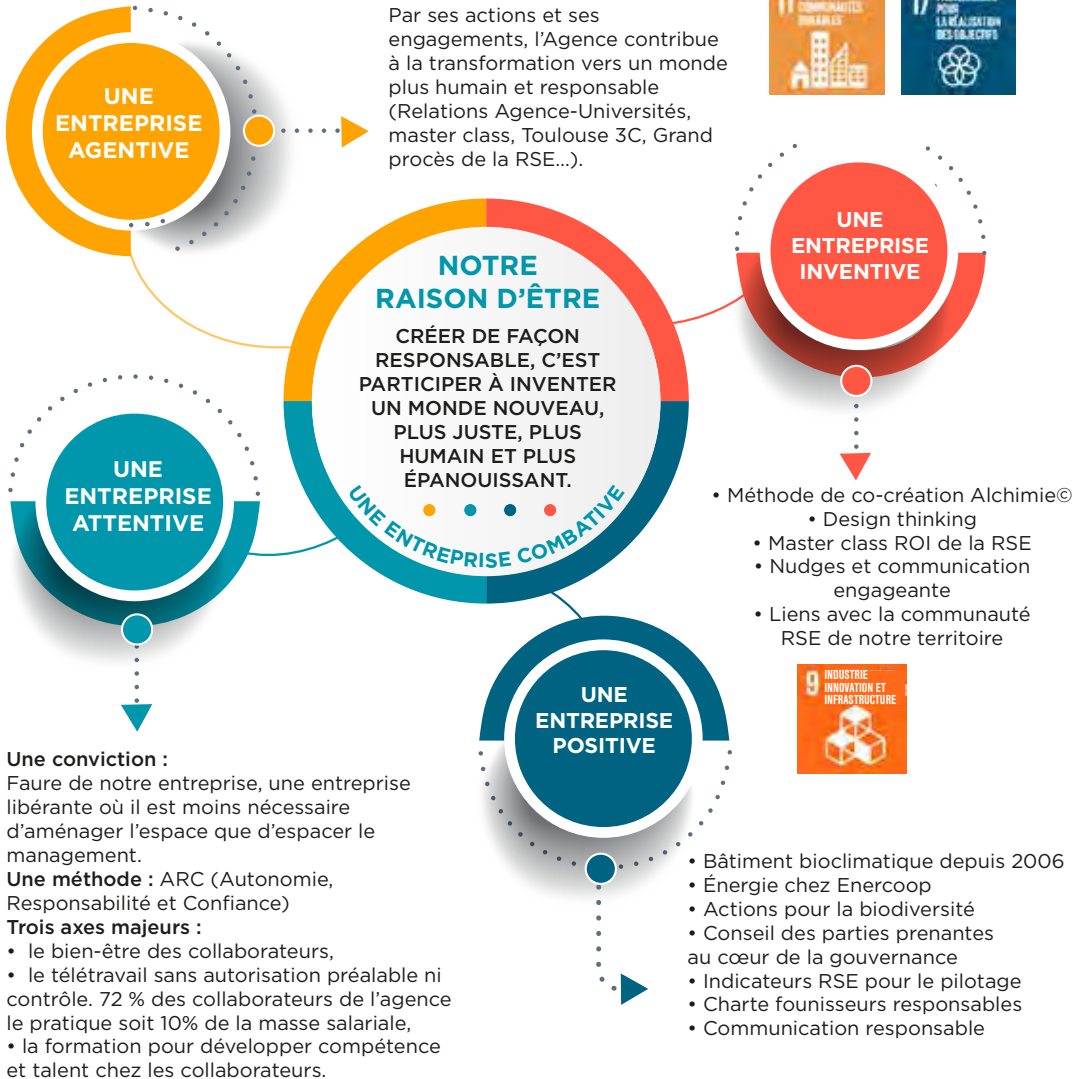 Par ses actions et ses
engagements, l’Agence contribue
à la transformation vers un monde
plus humain et responsable
(Relations Agence-Universités,
master class, Toulouse 3C, Grand
procès de la RSE...).
11
COMMUNAUTÉS
DURABLES
17
POUR
LA RÉALISATION
DES OBJECTIFS
UNE
ENTREPRISE
AGENTIVE
UNE
ENTREPRISE
INVENTIVE
NOTRE
RAISON D’ÊTRE
CRÉER DE FAÇON
RESPONSABLE, C’EST
PARTICIPER À INVENTER
UN MONDE NOUVEAU,
PLUS JUSTE, PLUS
HUMAIN ET PLUS
ÉPANOUISSANT.
UNE ENTREPRISE COMBATIVE
UNE
ENTREPRISE
ATTENTIVE
• Méthode de co-création Alchimie©
• Design thinking
• Master class ROI de la RSE
• Nudges et communication
engageante
• Liens avec la communauté
RSE de notre territoire
9 INDUSTRIE
INNOVATION ET
INFRASTRUCTURE
UNE
ENTREPRISE
POSITIVE
Une conviction :
Faure de notre entreprise, une entreprise
libérante où il est moins nécessaire
d’aménager l’espace que d’espacer le
management.
Une méthode : ARC (Autonomie,
Responsabilité et Confiance)
Trois axes majeurs :
• le bien-être des collaborateurs,
• le télétravail sans autorisation préalable ni
contrôle. 72 % des collaborateurs de l’agence
le pratique soit 10% de la masse salariale,
• la formation pour développer compétence
et talent chez les collaborateurs.
• Bâtiment bioclimatique depuis 2006
• Énergie chez Enercoop
• Actions pour la biodiversité
• Conseil des parties prenantes
au cœur de la gouvernance
• Indicateurs RSE pour le pilotage
• Charte founisseurs responsables
• Communication responsable